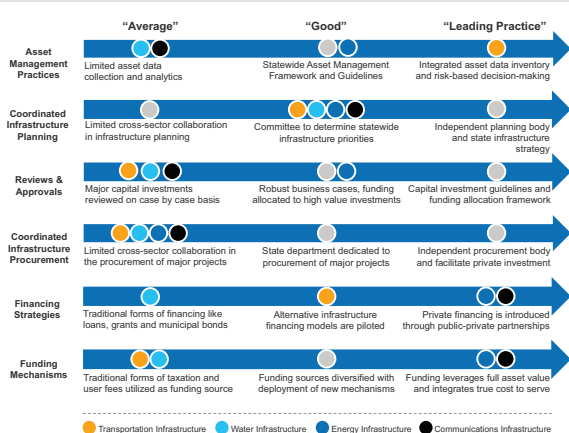 “Average” “Good” “Leading Practice”
Asset
Management
Practices
Limited asset data
collection and analytics
Statewide Asset Management
Framework and Guidelines
Integrated asset data inventory
and risk-based decision-making
Coordinated
Infrastructure
Planning
Limited cross-sector collaboration
in infrastructure planning
Committee to determine statewide
infrastructure priorities
Independent planning body
and state infrastructure
strategy
Reviews &
Approvals
Major capital investments
reviewed on case by case basis
Robust business cases, funding
allocated to high value investments
Capital investment guidelines and
funding allocation framework
Coordinated
Infrastructure
Procurement
Limited cross-sector collaboration in
the procurement of major projects
State department dedicated to
procurement of major projects
Independent procurement body
and facilitate private investment
Financing
Strategies
Traditional forms of financing like
loans, grants and municipal bonds
Alternative infrastructure
financing models are piloted
Private financing is introduced
through public-private partnerships
Funding
Mechanisms
Traditional forms of taxation and
user fees utilized as funding source
Funding sources diversified with
deployment of new mechanisms
Funding leverages full asset value
and integrates true cost to serve
Transportation Infrastructure Water Infrastructure Energy Infrastructure Communications Infrastructure